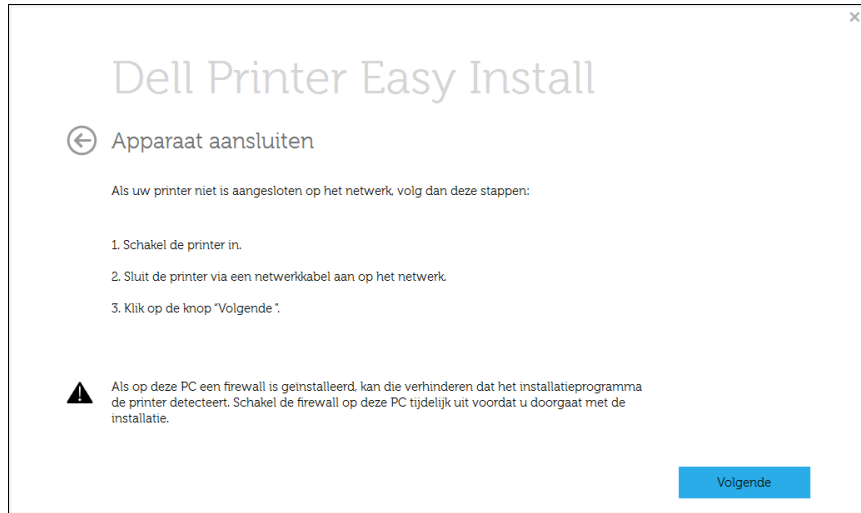 Dell Printer Easy Install
Apparaat aansluiten
Als uw printer niet is aangesloten op het netwerk, volg dan deze stappen:
1. Schakel de printer in.
2. Sluit de printer via een netwerkkabel aan op het netwerk.
3. Klik op de knop "Volgende ".
Als op deze PC een firewall is geïnstalleerd, kan die verhinderen dat het installatieprogramma
de printer detecteert. Schakel de firewall op deze PC tijdelijk uit voordat u doorgaat met de
installatie.
Volgende